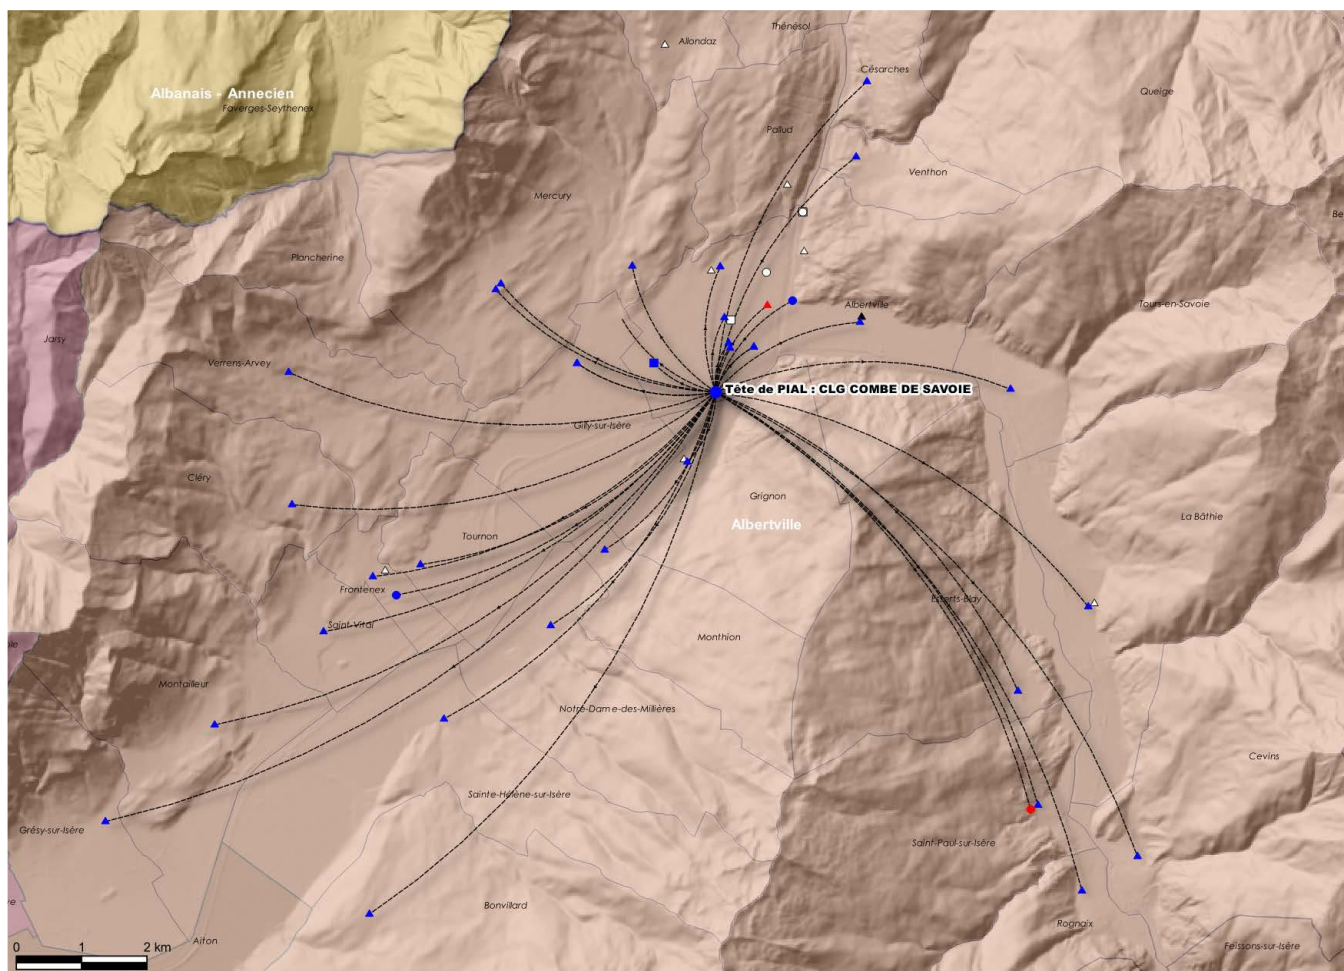 Thénésol
Allondaz
Césarches
Albanais - Annecien
Faverges-Seythenex
Queige
Pallud
Venthon
Mercury
Be
Plancherine
Albertville
Tours-en-Savoie
Jarsy
Verrens-Arvey
Tête de PIAL : CLG COMBE DE SAVOIE
Gilly-sur-Isère
Cléry
Grignon
La Bâthie
Albertville
Tournon
Frontenex
Esserts-Blay
Saint-Vital
Monthion
ole
Montailleur
Notre-Dame-des-Millières
Cevins
Sainte-Hélène-sur-Isère
Grésy-sur-Isère
Saint-Paul-sur-Isère
ve
Bonvillard
Rognaix
Aiton
Feissons-sur-Isère
0 1 2 km